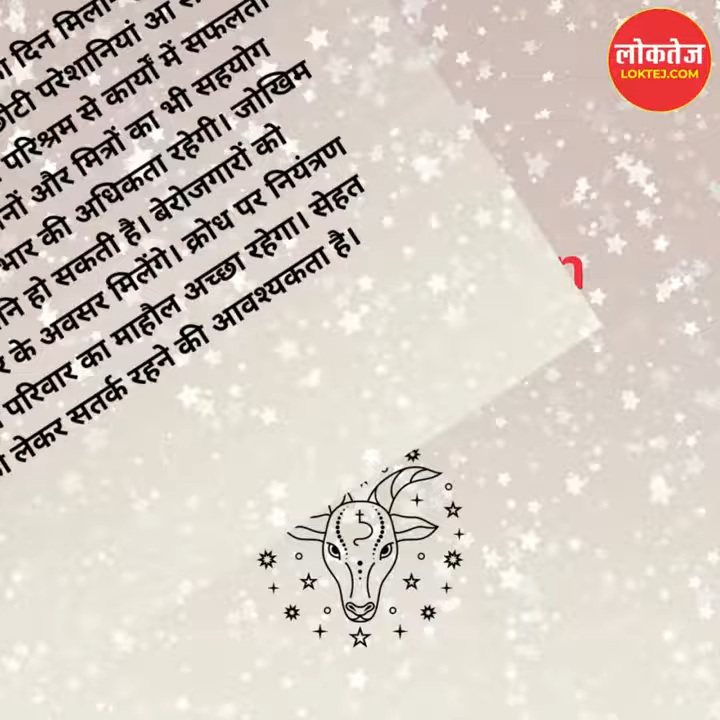 दिन
परेशानियां आ
परिश्रम से कार्यों में सफलता
और मित्रों का भी सहयोग
की अधिकता रहेगी। जोखिम
हो सकती है। बेरोजगारों को
के अवसर मिलेंगे। क्रोध पर नियंत्रण
परिवार का माहौल अच्छा रहेगा। सेहत
लेकर सतर्क रहने की आवश्यकता है।
लोकतेज
LOKTEJ.COM